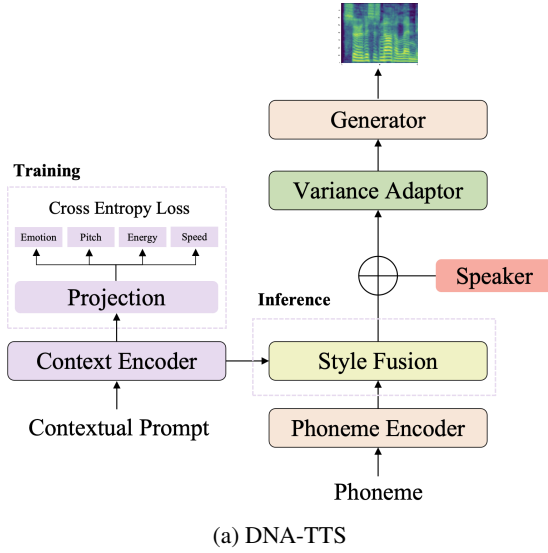 Generator
Training
Variance Adaptor
Cross Entropy Loss
Emotion Pitch Energy Speed
Speaker
Projection
Inference
Context Encoder
Style Fusion
Contextual Prompt
Phoneme Encoder
Phoneme
(a) DNA-TTS